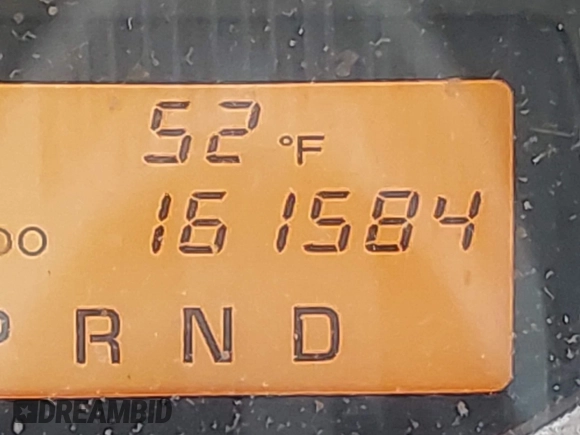 52 °F
161584
P R N D
DREAMBID